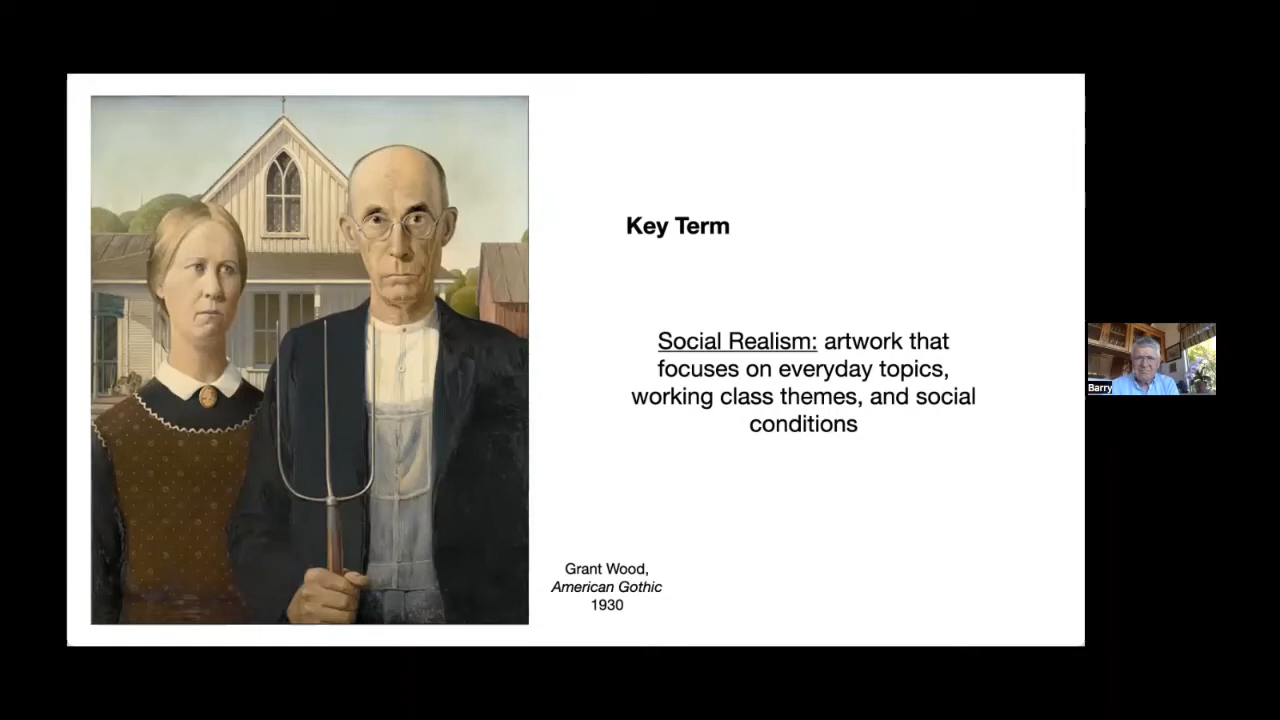 Key Term
Social Realism: artwork that
focuses on everyday topics,
working class themes, and social
conditions
Grant Wood,
American Gothic
1930
Barry